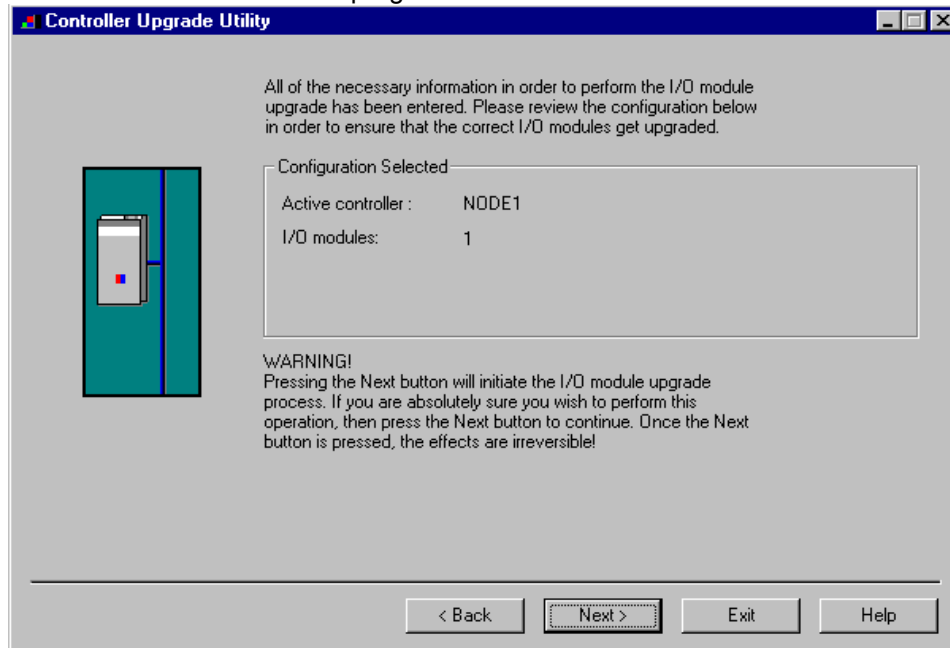 Controller Upgrade Utility
All of the necessary information in order to perform the I/O module
upgrade has been entered. Please review the configuration below
in order to ensure that the correct I/O modules get upgraded.
Configuration Selected
Active controller : NODE1
I/O modules: 1
WARNING!
Pressing the Next button will initiate the I/O module upgrade
process. If you are absolutely sure you wish to perform this
operation, then press the Next button to continue. Once the Next
button is pressed, the effects are irreversible!
< Back Next > Exit Help